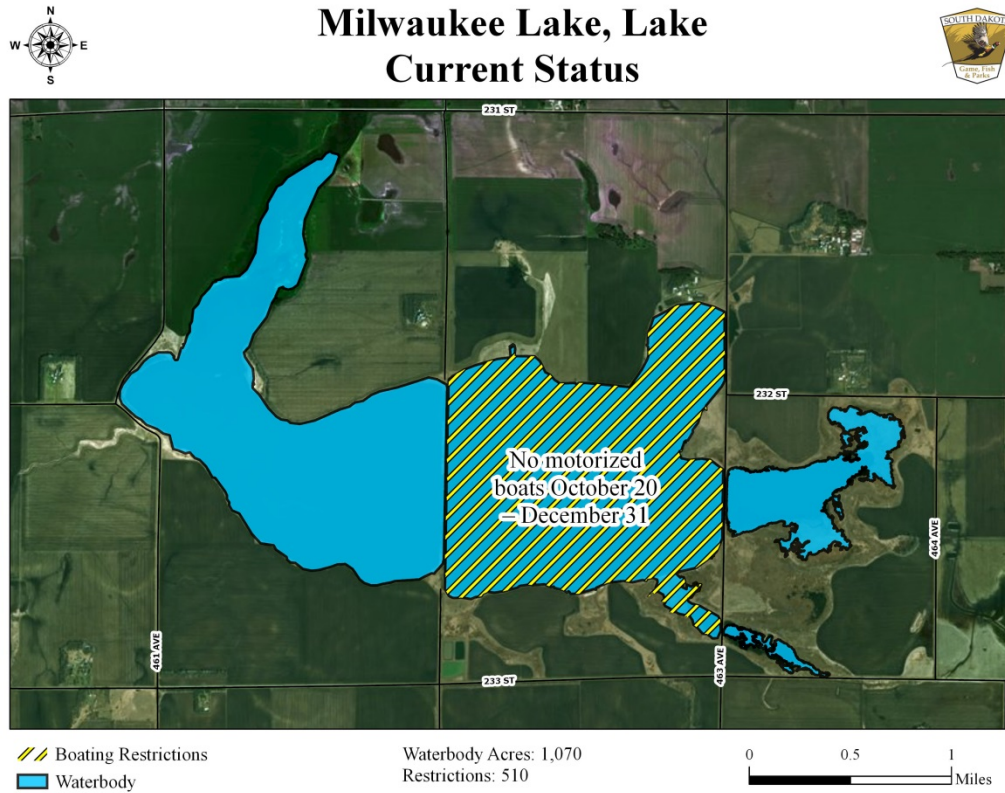 Milwaukee Lake, Lake
Current Status
N
W
E
S
SOUTH DAKOTA
Game, Fish
& Parks
231 ST
232 ST
No motorized
boats October 20
– December 31
461 AVE
463 AVE
464 AVE
233 ST
Boating Restrictions
Waterbody
Waterbody Acres: 1,070
Restrictions: 510
0 0.5 1
Miles